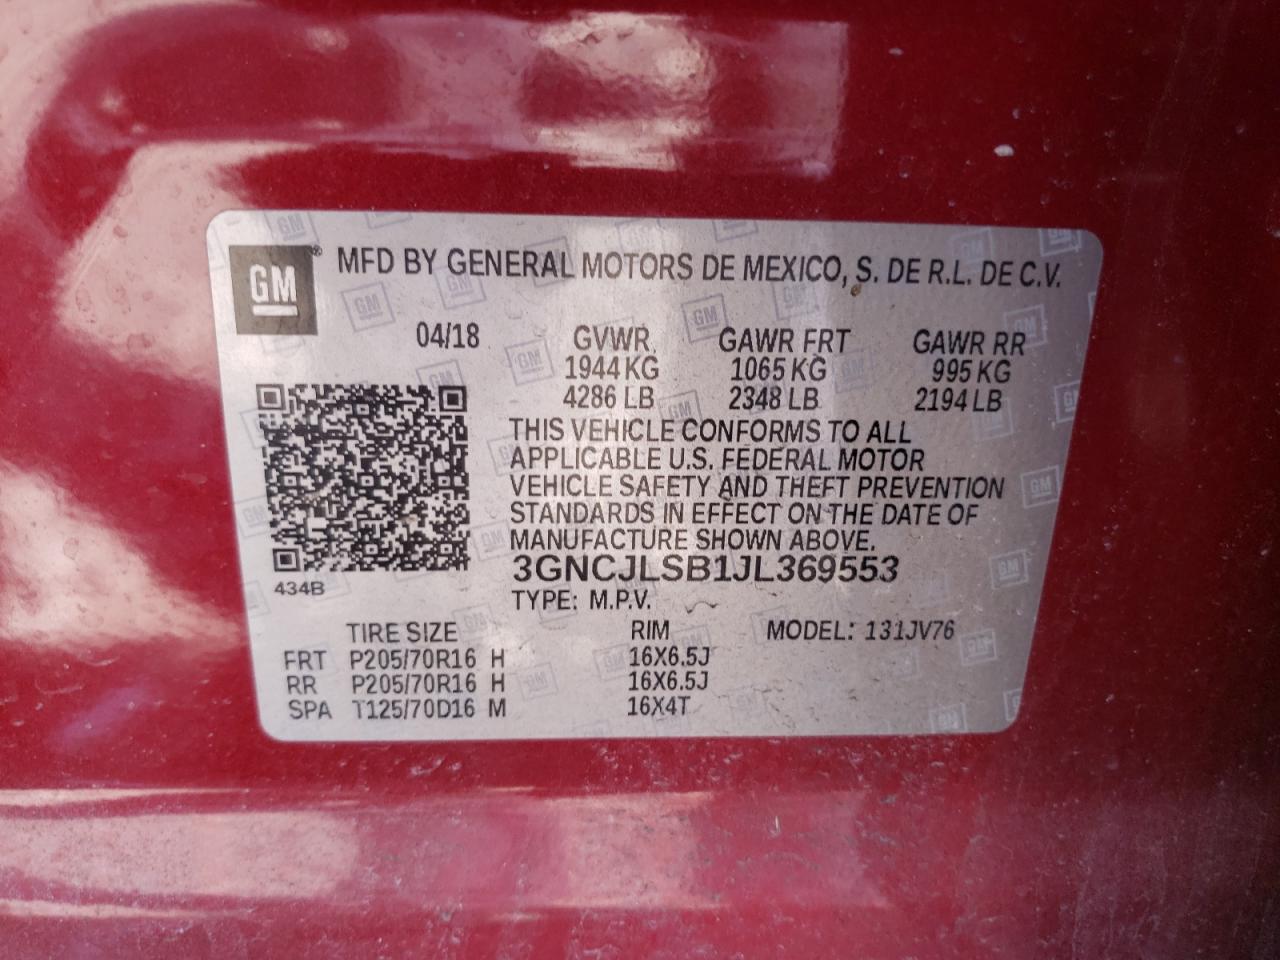 GM ® MFD BY GENERAL MOTORS DE MEXICO, S. DE R.L. DE C.V.
04/18 GVWR GAWR FRT GAWR RR
1944 KG 1065 KG 995 KG
4286 LB 2348 LB 2194 LB
THIS VEHICLE CONFORMS TO ALL
APPLICABLE U.S. FEDERAL MOTOR
VEHICLE SAFETY AND THEFT PREVENTION
STANDARDS IN EFFECT ON THE DATE OF
MANUFACTURE SHOWN ABOVE.
3GNCJLSB1JL369553
434B
TYPE: M.P.V.
TIRE SIZE RIM MODEL: 131JV76
FRT P205/70R16 H 16X6.5J
RR P205/70R16 H 16X6.5J
SPA T125/70D16 M 16X4T